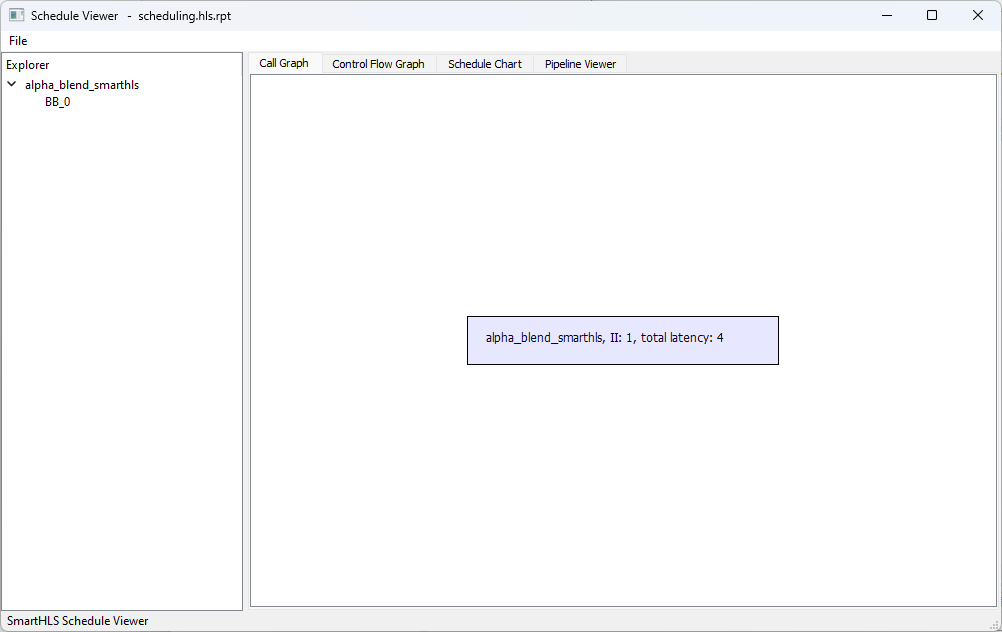 Schedule Viewer - scheduling.hls.rpt
File
Explorer
alpha_blend_smarthls
BB_0
Call Graph Control Flow Graph Schedule Chart Pipeline Viewer
alpha_blend_smarthls, II: 1, total latency: 4
SmartHLS Schedule Viewer